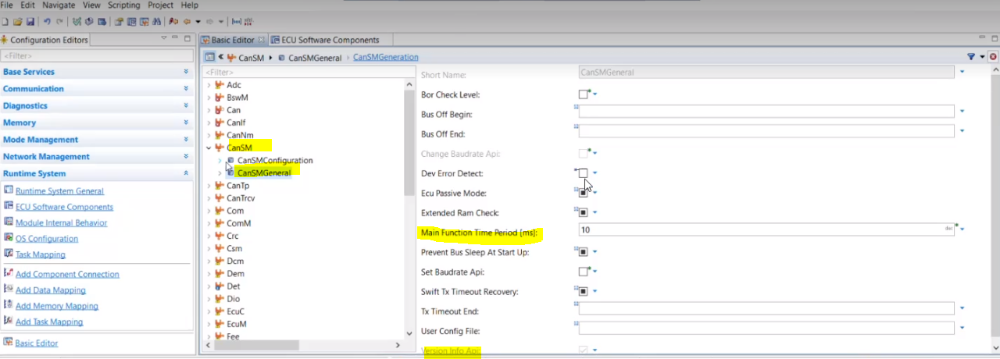 File Edit Navigate View Scripting Project Help
Configuration Editors
<Filter>
Base Services
Communication
Diagnostics
Memory
Mode Management
Network Management
Runtime System
Runtime System General
ECU Software Components
Module Internal Behavior
OS Configuration
Task Mapping
Add Component Connection
Add Data Mapping
Add Memory Mapping
Add Task Mapping
Basic Editor
Basic Editor ECU Software Components
CanSM CanSMGeneral CanSMGeneration
<Filter>
Adc
BswM
Can
CanIf
CanNm
CanSM
CanSMConfiguration
CanSMGeneral
CanTp
CanTrcv
Com
ComM
Crc
Csm
Dcm
Dem
Det
Dio
EcuC
EcuM
Fee
Short Name: CanSMGeneral
Bor Check Level:
Bus Off Begin:
Bus Off End:
Change Baudrate Api:
Dev Error Detect:
Ecu Passive Mode:
Extended Ram Check:
Main Function Time Period [ms]: 10 dec
Prevent Bus Sleep At Start Up:
Set Baudrate Api:
Swift Tx Timeout Recovery:
Tx Timeout End:
User Config File:
Version Info Api: